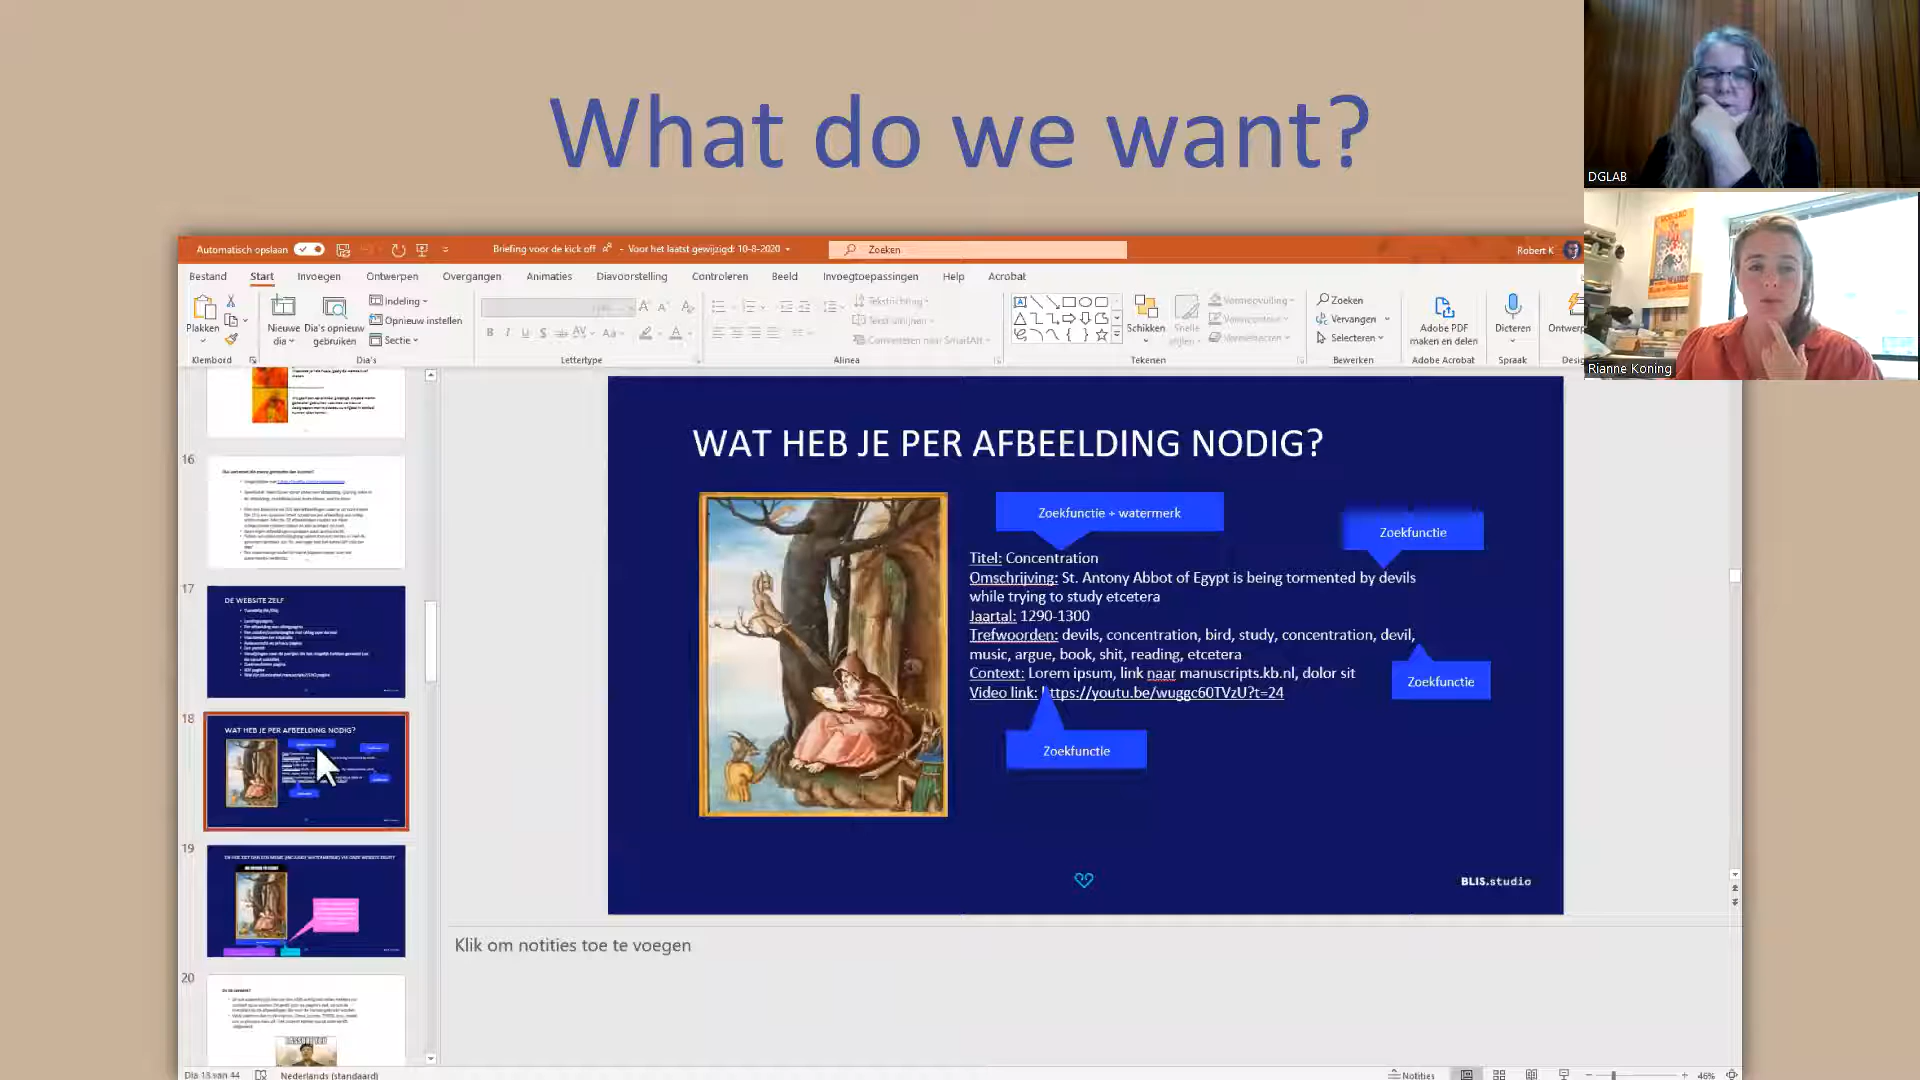 What do we want?
DGLAB
Rianne Koning
Automatisch opslaan
Briefing voor de kick off - Voor het laatst gewijzigd: 10-8-2020
Zoeken
Robert K
Bestand Start Invoegen Ontwerpen Overgangen Animaties Diavoorstelling Controleren Beeld Invoegtoepassingen Help Acrobat
Plakken
Klembord
Nieuwe dia
Dia's opnieuw gebruiken
Indeling
Opnieuw instellen
Sectie
Dia's
Lettertype
Tekstrichting
Tekst uitlijnen
Converteren naar SmartArt
Alinea
Schikken
Snelle stijlen
Vormopvulling
Vormcontour
Vormeffecten
Tekenen
Zoeken
Vervangen
Selecteren
Bewerken
Adobe PDF maken en delen
Adobe Acrobat
Dicteren
Spraak
16
17
DE WEBSITE ZELF
18
WAT HEB JE PER AFBEELDING NODIG?
19
20
WAT HEB JE PER AFBEELDING NODIG?
Zoekfunctie + watermerk
Zoekfunctie
Titel: Concentration
Omschrijving: St. Antony Abbot of Egypt is being tormented by devils
while trying to study etcetera
Jaartal: 1290-1300
Trefwoorden: devils, concentration, bird, study, concentration, devil,
music, argue, book, shit, reading, etcetera
Context: Lorem ipsum, link naar manuscripts.kb.nl, dolor sit
Zoekfunctie
Video link: https://youtu.be/wuggc60TVzU?t=24
Zoekfunctie
BLIS.studio
Klik om notities toe te voegen
Dia 18 van 44
Nederlands (standaard)
Notities
46%